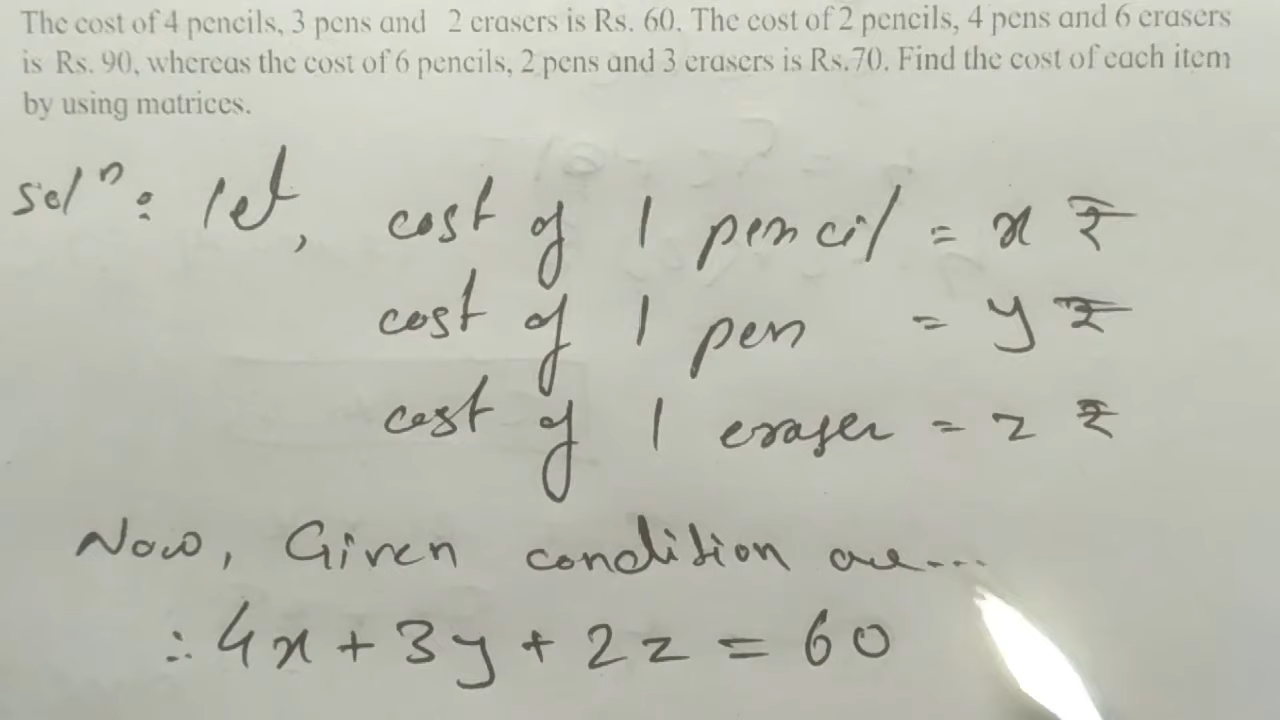 The cost of 4 pencils, 3 pens and 2 erasers is Rs. 60. The cost of 2 pencils, 4 pens and 6 erasers
is Rs. 90, whereas the cost of 6 pencils, 2 pens and 3 erasers is Rs.70. Find the cost of each item
by using matrices.
Solⁿ: let, cost of 1 pencil = x ₹
cost of 1 pen = y ₹
cost of 1 eraser = z ₹
Now, Given condition are...
∴ 4x + 3y + 2z = 60